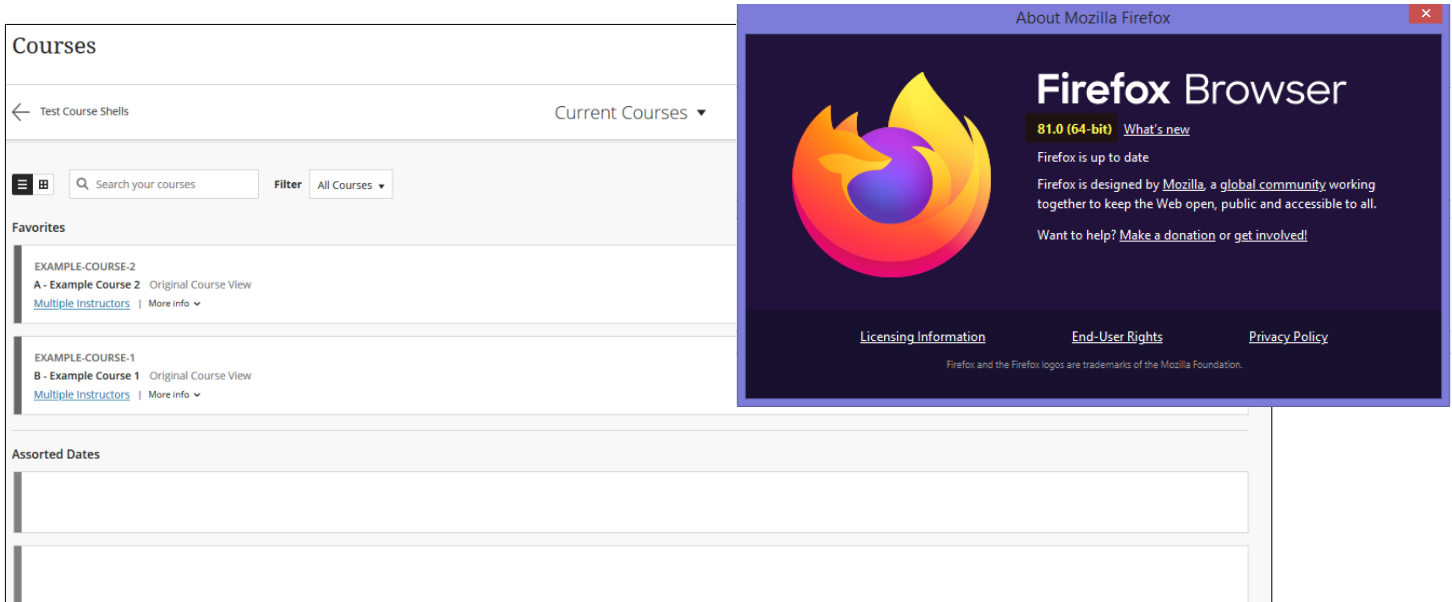 Courses
Test Course Shells
Current Courses
Search your courses
Filter
All Courses
Favorites
EXAMPLE-COURSE-2
A - Example Course 2 Original Course View
Multiple Instructors | More info
EXAMPLE-COURSE-1
B - Example Course 1 Original Course View
Multiple Instructors | More info
Assorted Dates
About Mozilla Firefox
Firefox Browser
81.0 (64-bit) What's new
Firefox is up to date
Firefox is designed by Mozilla, a global community working
together to keep the Web open, public and accessible to all.
Want to help? Make a donation or get involved!
Licensing Information
End-User Rights
Privacy Policy
Firefox and the Firefox logos are trademarks of the Mozilla Foundation.